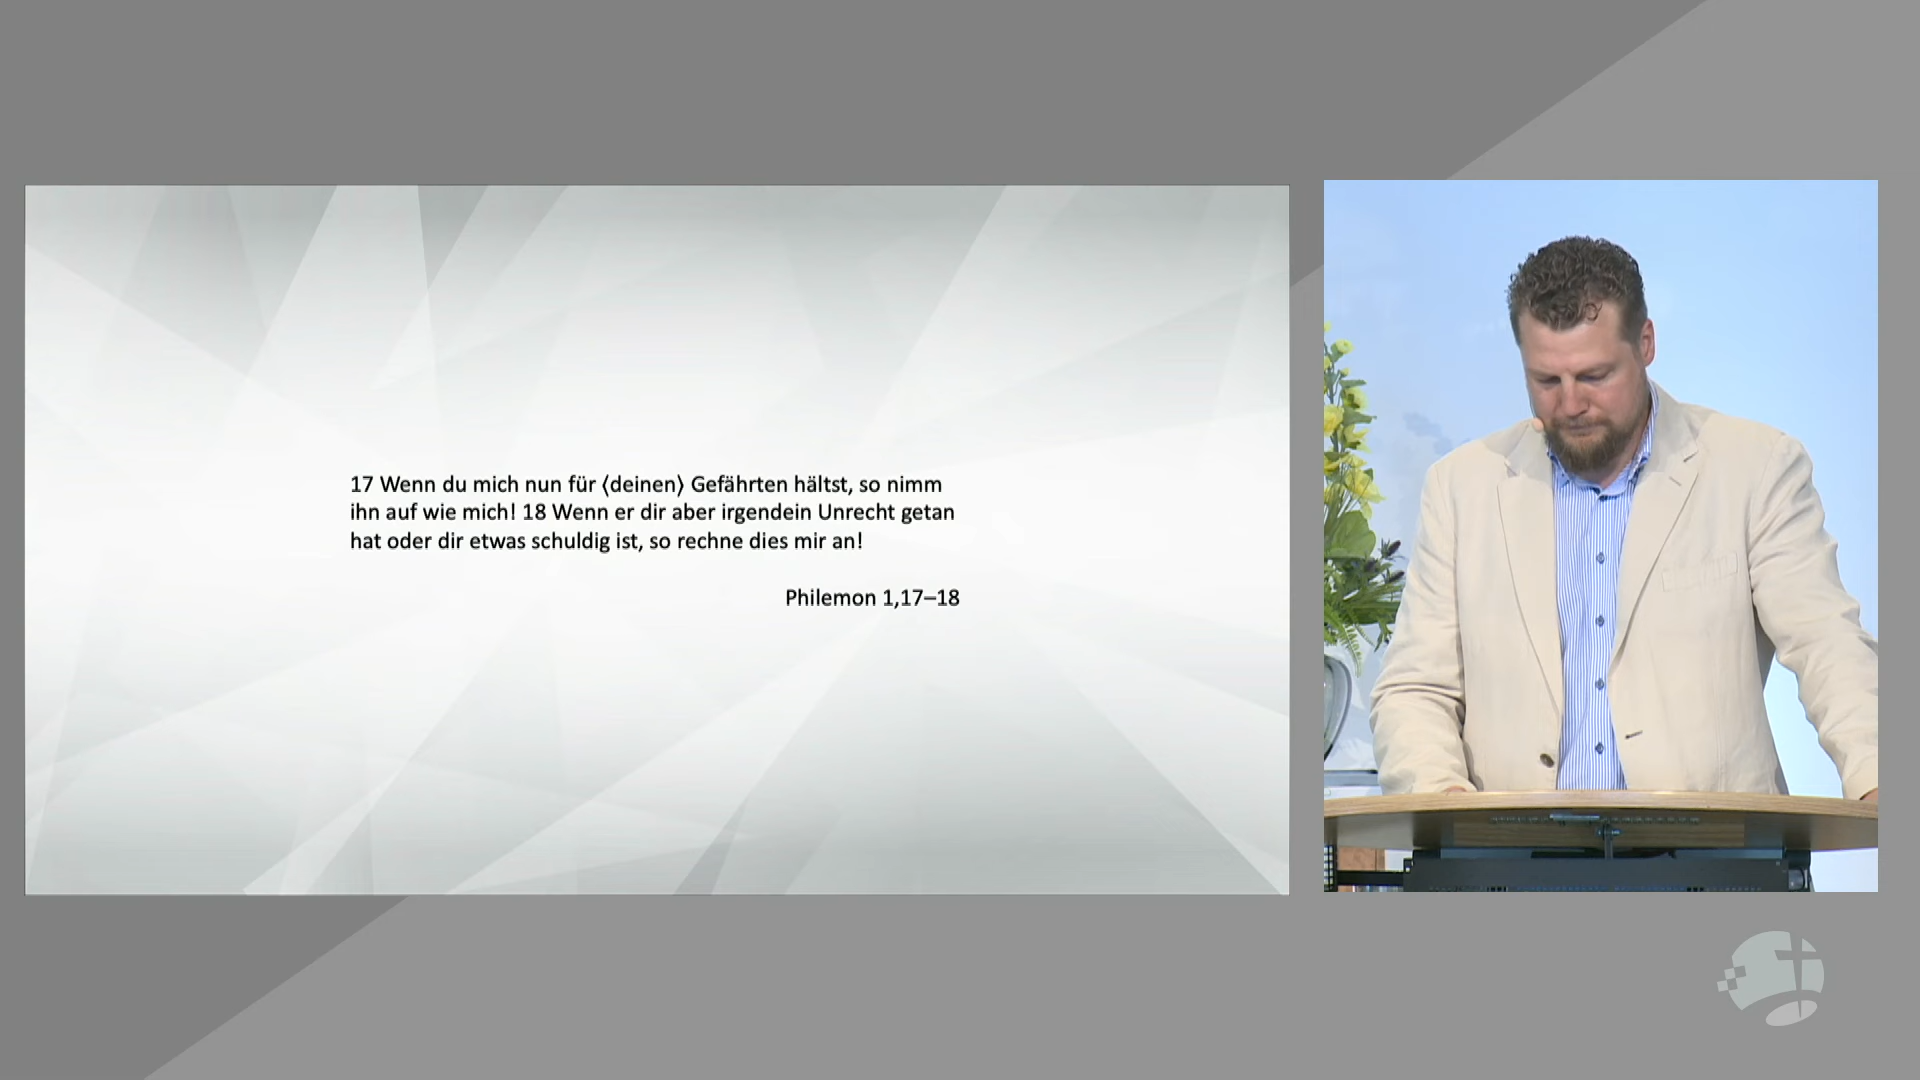 17 Wenn du mich nun für ⟨deinen⟩ Gefährten hältst, so nimm
ihn auf wie mich! 18 Wenn er dir aber irgendein Unrecht getan
hat oder dir etwas schuldig ist, so rechne dies mir an!
Philemon 1,17–18